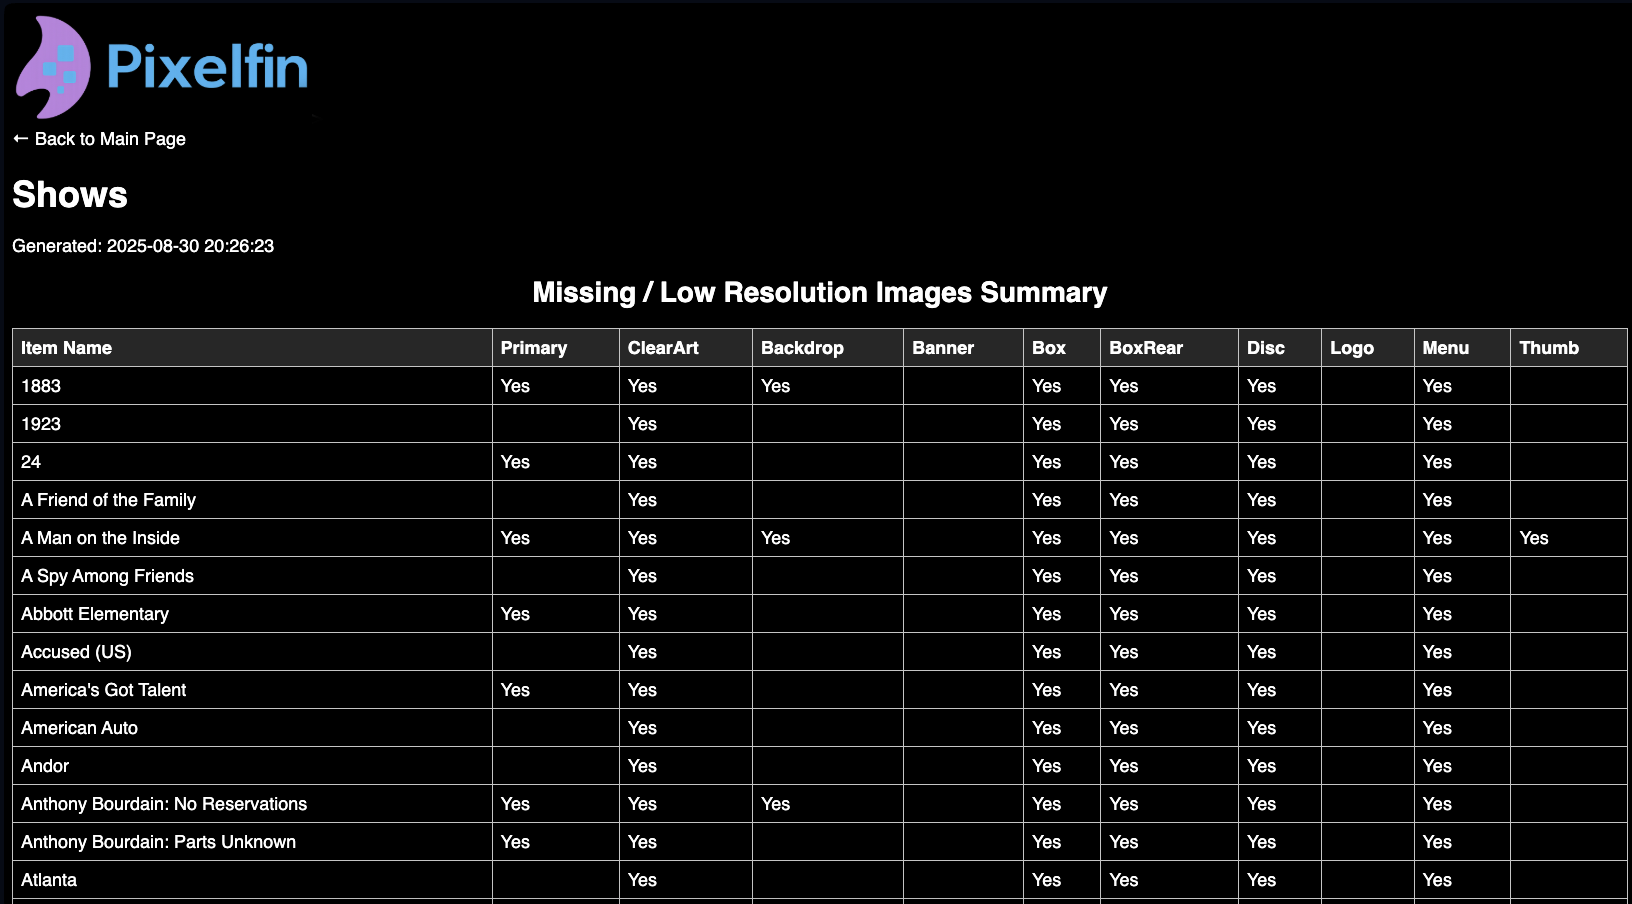 Pixelfin
← Back to Main Page
Shows
Generated: 2025-08-30 20:26:23
Missing / Low Resolution Images Summary
Item Name Primary ClearArt Backdrop Banner Box BoxRear Disc Logo Menu Thumb
1883 Yes Yes Yes Yes Yes Yes Yes
1923 Yes Yes Yes Yes Yes
24 Yes Yes Yes Yes Yes Yes
A Friend of the Family Yes Yes Yes Yes Yes
A Man on the Inside Yes Yes Yes Yes Yes Yes Yes Yes
A Spy Among Friends Yes Yes Yes Yes Yes
Abbott Elementary Yes Yes Yes Yes Yes Yes
Accused (US) Yes Yes Yes Yes Yes
America's Got Talent Yes Yes Yes Yes Yes Yes
American Auto Yes Yes Yes Yes Yes
Andor Yes Yes Yes Yes Yes
Anthony Bourdain: No Reservations Yes Yes Yes Yes Yes Yes Yes
Anthony Bourdain: Parts Unknown Yes Yes Yes Yes Yes Yes
Atlanta Yes Yes Yes Yes Yes